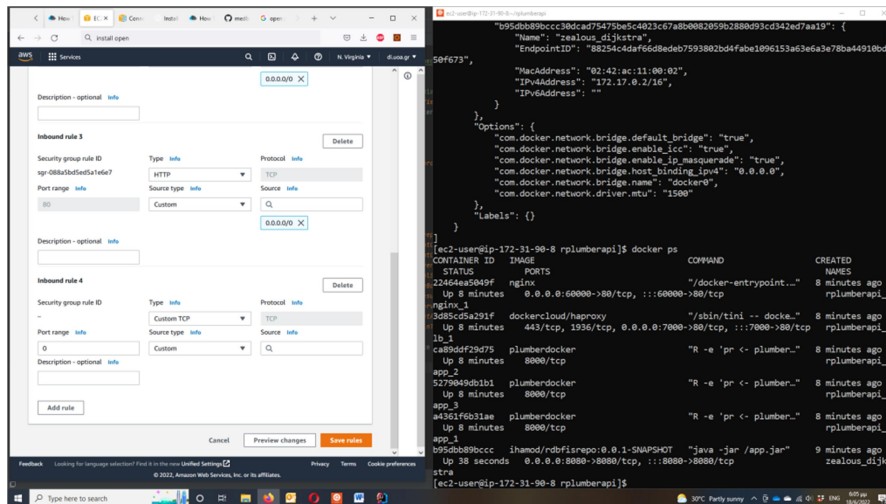 How
EC
Conn
Instal
How
media
open
install open
aws
Services
N. Virginia
di.uoa.gr
0.0.0.0/0 X
Description - optional Info
Inbound rule 3
Delete
Security group rule ID
Type Info
Protocol Info
sgr-088a5bd5ed5a1e6e7
HTTP
TCP
Port range Info
Source type Info
Source Info
80
Custom
0.0.0.0/0 X
Description - optional Info
Inbound rule 4
Delete
Security group rule ID
Type Info
Protocol Info
–
Custom TCP
TCP
Port range Info
Source type Info
Source Info
0
Custom
Description - optional Info
Add rule
Cancel
Preview changes
Save rules
Feedback
Looking for language selection? Find it in the new Unified Settings
Privacy
Terms
Cookie preferences
© 2022, Amazon Web Services, Inc. or its affiliates.
ec2-user@ip-172-31-90-8:~/rplumberapi
"b95dbb89bccc30dcad75475be5c4023c67a8b0082059b2880d93cd342ed7aa19": {
"Name": "zealous_dijkstra",
"EndpointID": "88254c4daf66d8edeb7593802bd4fabe1096153a63e6a3e78ba44910bd
50f673",
"MacAddress": "02:42:ac:11:00:02",
"IPv4Address": "172.17.0.2/16",
"IPv6Address": ""
}
},
"Options": {
"com.docker.network.bridge.default_bridge": "true",
"com.docker.network.bridge.enable_icc": "true",
"com.docker.network.bridge.enable_ip_masquerade": "true",
"com.docker.network.bridge.host_binding_ipv4": "0.0.0.0",
"com.docker.network.bridge.name": "docker0",
"com.docker.network.driver.mtu": "1500"
},
"Labels": {}
}
]
[ec2-user@ip-172-31-90-8 rplumberapi]$ docker ps
CONTAINER ID IMAGE COMMAND CREATED
STATUS PORTS NAMES
22464ea5049f nginx "/docker-entrypoint.…" 8 minutes ago
Up 8 minutes 0.0.0.0:60000->80/tcp, :::60000->80/tcp rplumberapi_
nginx_1
3d85cd5a291f dockercloud/haproxy "/sbin/tini -- docke…" 8 minutes ago
Up 8 minutes 443/tcp, 1936/tcp, 0.0.0.0:7000->80/tcp, :::7000->80/tcp rplumberapi_
lb_1
ca89ddf29d75 plumberdocker "R -e 'pr <- plumber…" 8 minutes ago
Up 8 minutes 8000/tcp rplumberapi_
app_2
5279049db1b1 plumberdocker "R -e 'pr <- plumbe…" 8 minutes ago
Up 8 minutes 8000/tcp rplumberapi_
app_3
a4361f6b31ae plumberdocker "R -e 'pr <- plumber…" 8 minutes ago
Up 8 minutes 8000/tcp rplumberapi_
app_1
b95dbb89bccc ihamod/rdbfisrepo:0.0.1-SNAPSHOT "java -jar /app.jar" 9 minutes ago
Up 38 seconds 0.0.0.0:8080->8080/tcp, :::8080->8080/tcp zealous_dijk
stra
[ec2-user@ip-172-31-90-8 rplumberapi]$
Type here to search
30°C Partly sunny
ENG
6:05 μμ
18/6/2022